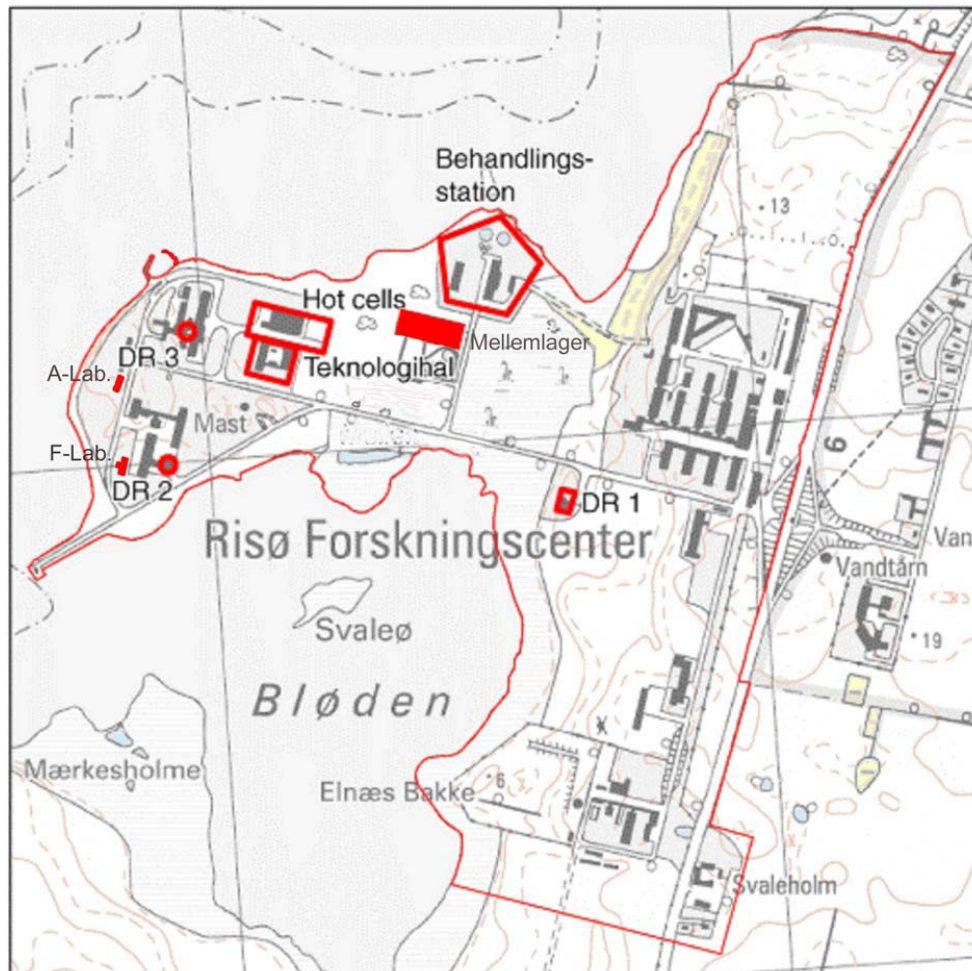 Behandlings-
station
13
Hot cells
Mellemlager
DR 3
Teknologihal
A-Lab.
Mast
6
F-Lab.
DR 2
DR 1
Risø Forskningscenter
Van
Vandtårn
Svaleø
19
Bløden
Mærkesholme
6
Elnæs Bakke
Svaleholm